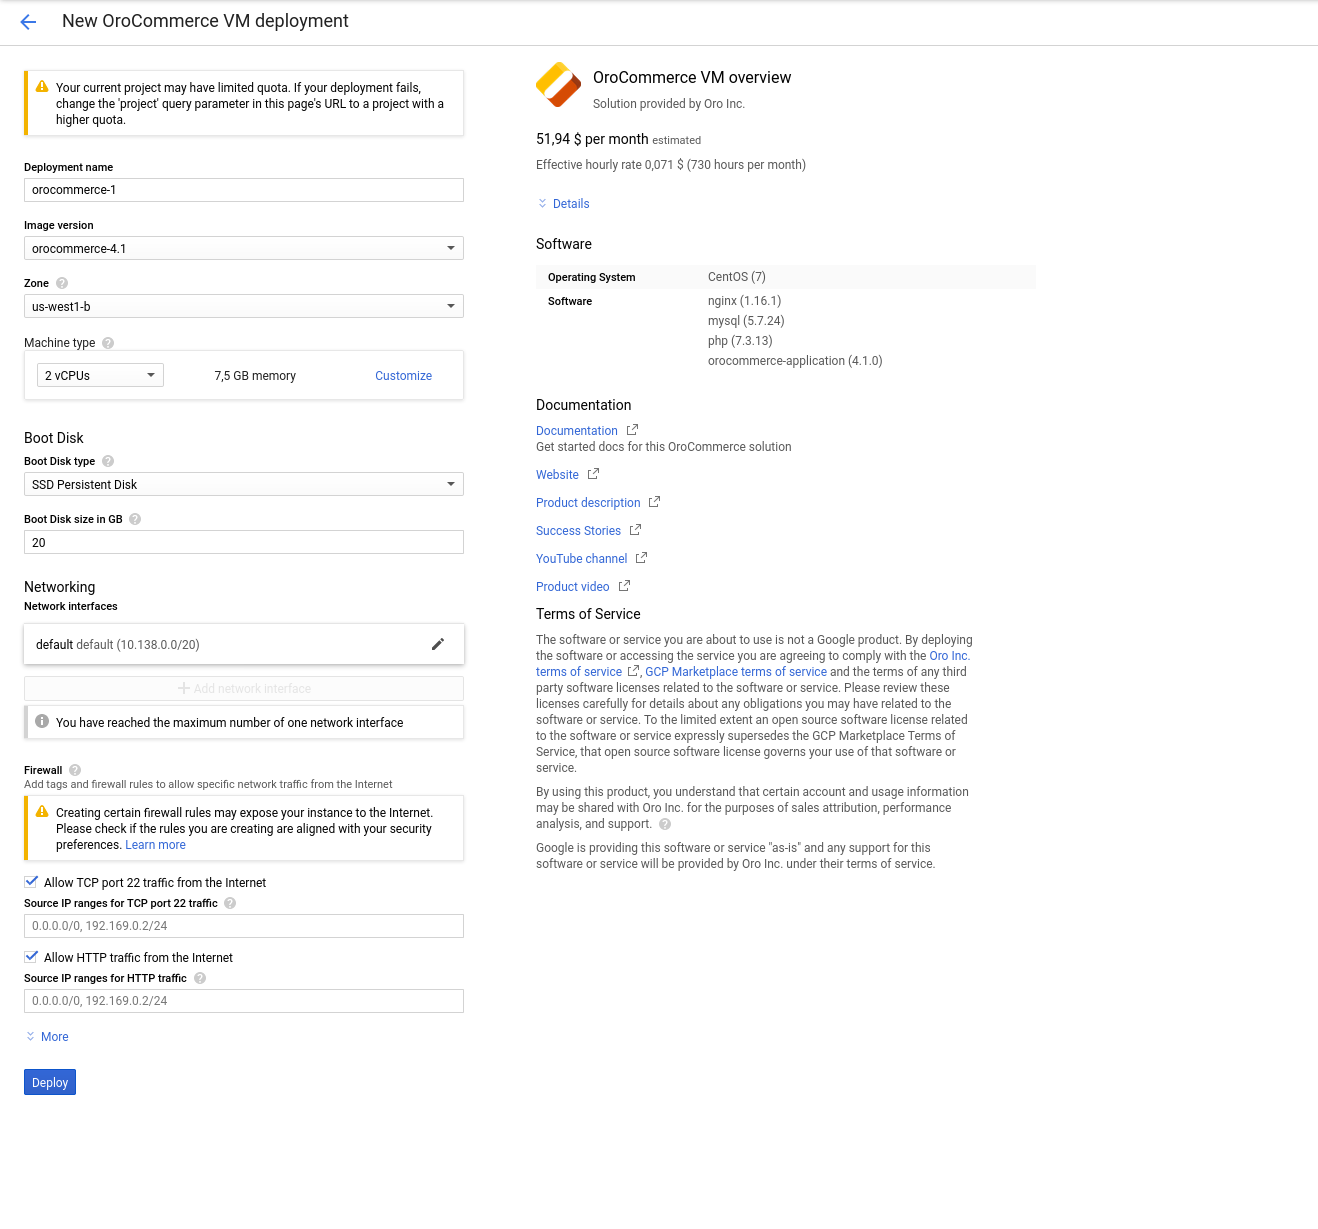 New OroCommerce VM deployment
Your current project may have limited quota. If your deployment fails,
change the 'project' query parameter in this page's URL to a project with a
higher quota.
Deployment name
orocommerce-1
Image version
orocommerce-4.1
Zone ?
us-west1-b
Machine type ?
2 vCPUs 7,5 GB memory Customize
Boot Disk
Boot Disk type ?
SSD Persistent Disk
Boot Disk size in GB ?
20
Networking
Network interfaces
default default (10.138.0.0/20)
Add network interface
You have reached the maximum number of one network interface
Firewall ?
Add tags and firewall rules to allow specific network traffic from the Internet
Creating certain firewall rules may expose your instance to the Internet.
Please check if the rules you are creating are aligned with your security
preferences. Learn more
Allow TCP port 22 traffic from the Internet
Source IP ranges for TCP port 22 traffic ?
0.0.0.0/0, 192.169.0.2/24
Allow HTTP traffic from the Internet
Source IP ranges for HTTP traffic ?
0.0.0.0/0, 192.169.0.2/24
More
Deploy
OroCommerce VM overview
Solution provided by Oro Inc.
51,94 $ per month estimated
Effective hourly rate 0,071 $ (730 hours per month)
Details
Software
Operating System CentOS (7)
Software nginx (1.16.1)
mysql (5.7.24)
php (7.3.13)
orocommerce-application (4.1.0)
Documentation
Documentation
Get started docs for this OroCommerce solution
Website
Product description
Success Stories
YouTube channel
Product video
Terms of Service
The software or service you are about to use is not a Google product. By deploying
the software or accessing the service you are agreeing to comply with the Oro Inc.
terms of service , GCP Marketplace terms of service and the terms of any third
party software licenses related to the software or service. Please review these
licenses carefully for details about any obligations you may have related to the
software or service. To the limited extent an open source software license related
to the software or service expressly supersedes the GCP Marketplace Terms of
Service, that open source software license governs your use of that software or
service.
By using this product, you understand that certain account and usage information
may be shared with Oro Inc. for the purposes of sales attribution, performance
analysis, and support. ?
Google is providing this software or service "as-is" and any support for this
software or service will be provided by Oro Inc. under their terms of service.